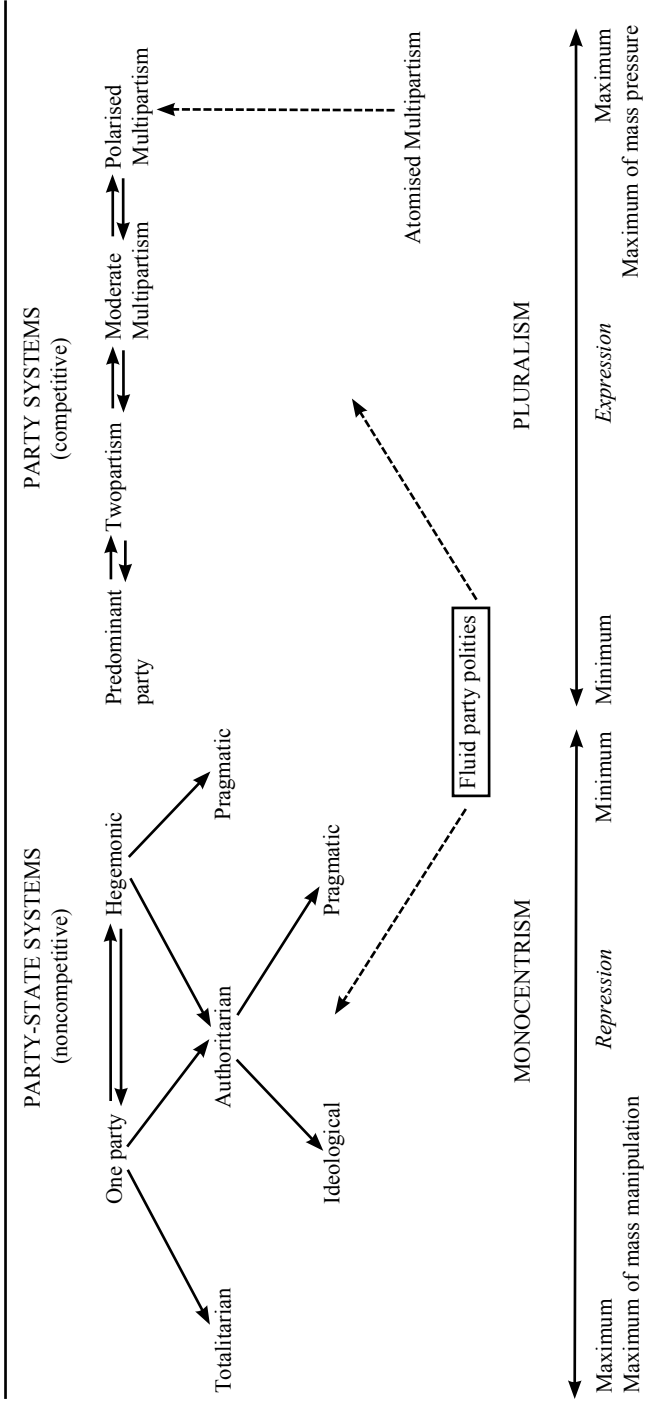 PARTY-STATE SYSTEMS
(noncompetitive)
PARTY SYSTEMS
(competitive)
One party
Hegemonic
Predominant
party
Twopartism
Moderate
Multipartism
Polarised
Multipartism
Totalitarian
Authoritarian
Pragmatic
Ideological
Pragmatic
Atomised Multipartism
Fluid party polities
MONOCENTRISM
PLURALISM
Maximum
Repression
Minimum
Minimum
Expression
Maximum
Maximum of mass manipulation
Maximum of mass pressure